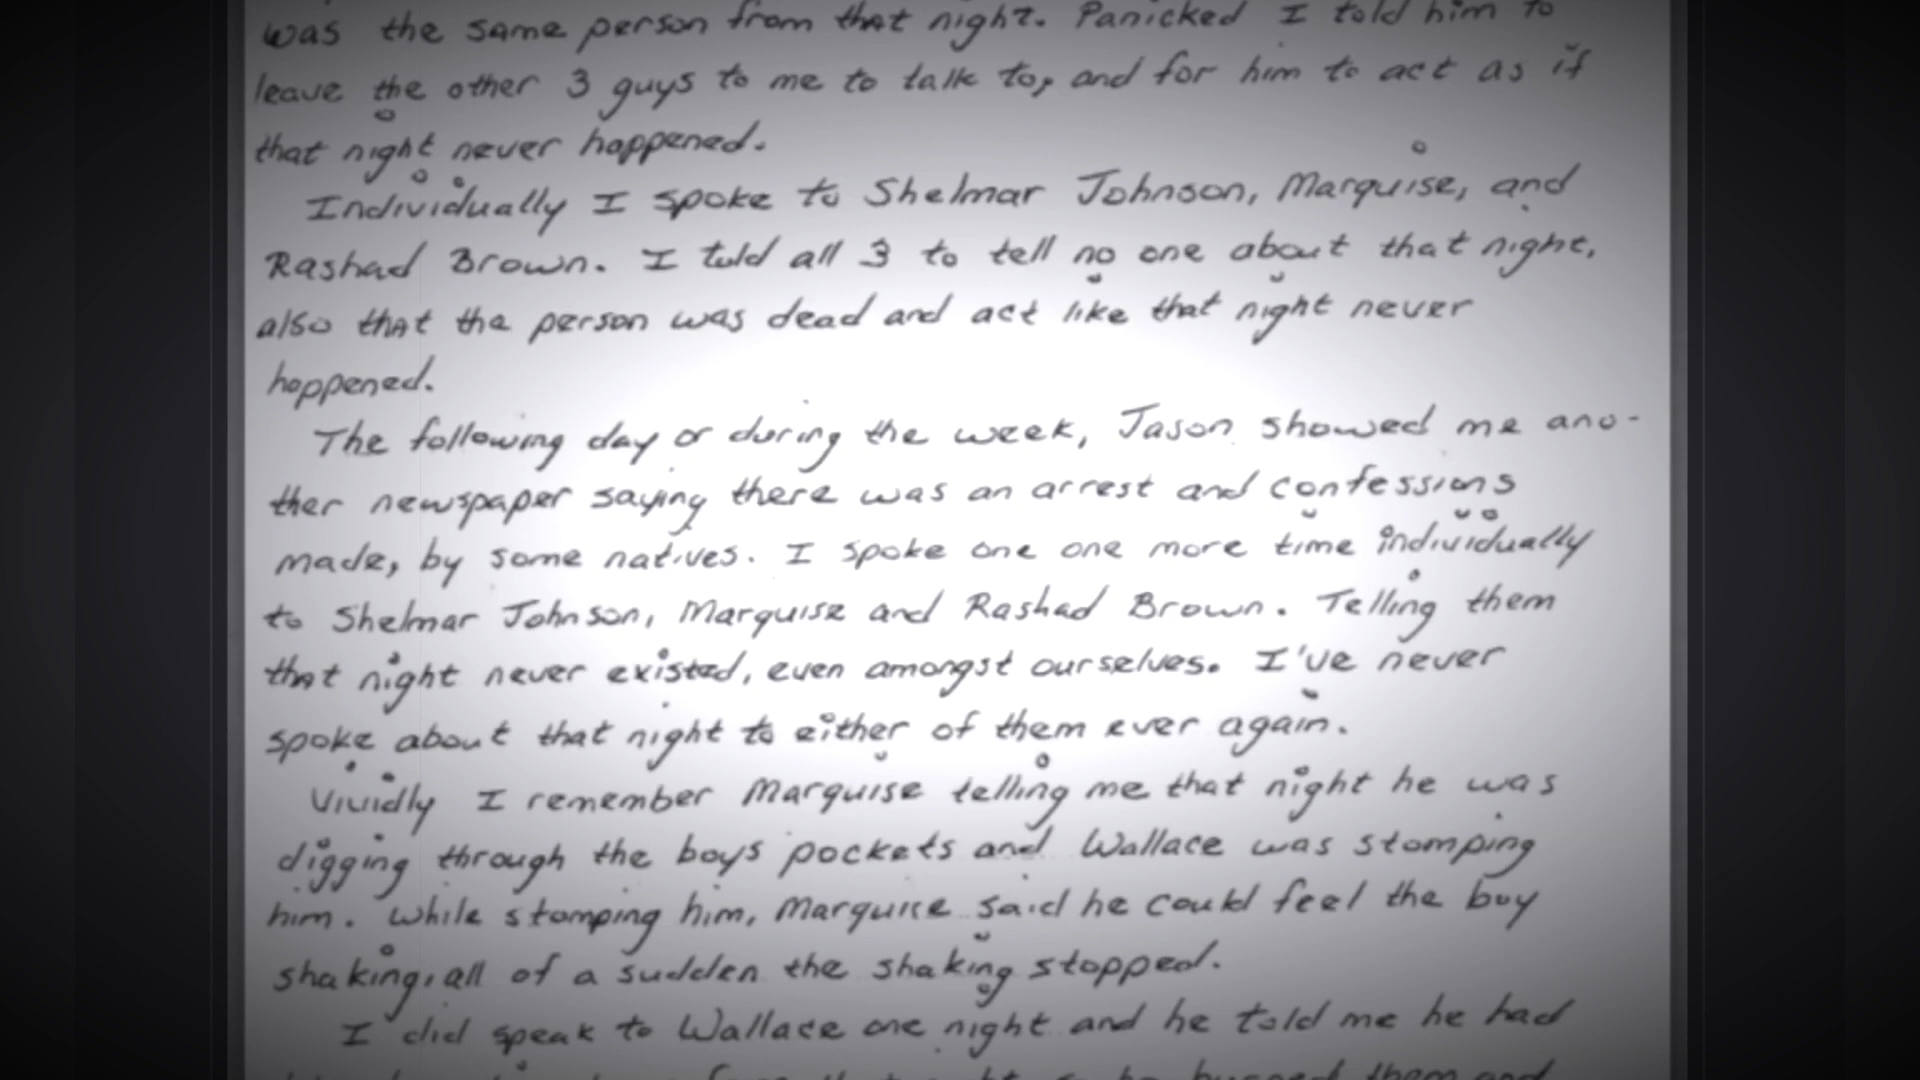 was the same person from that night. Panicked I told him to
leave the other 3 guys to me to talk to, and for him to act as if
that night never happened.
Individually I spoke to Shelmar Johnson, Marquise, and
Rashad Brown. I told all 3 to tell no one about that night,
also that the person was dead and act like that night never
happened.
The following day or during the week, Jason showed me ano-
ther newspaper saying there was an arrest and confessions
made, by some natives. I spoke one one more time individually
to Shelmar Johnson, Marquise and Rashad Brown. Telling them
that night never existed, even amongst ourselves. I've never
spoke about that night to either of them ever again.
Vividly I remember Marquise telling me that night he was
digging through the boys pockets and Wallace was stomping
him. While stomping him, Marquise said he could feel the boy
shaking, all of a sudden the shaking stopped.
I did speak to Wallace one night and he told me he had
burned them and